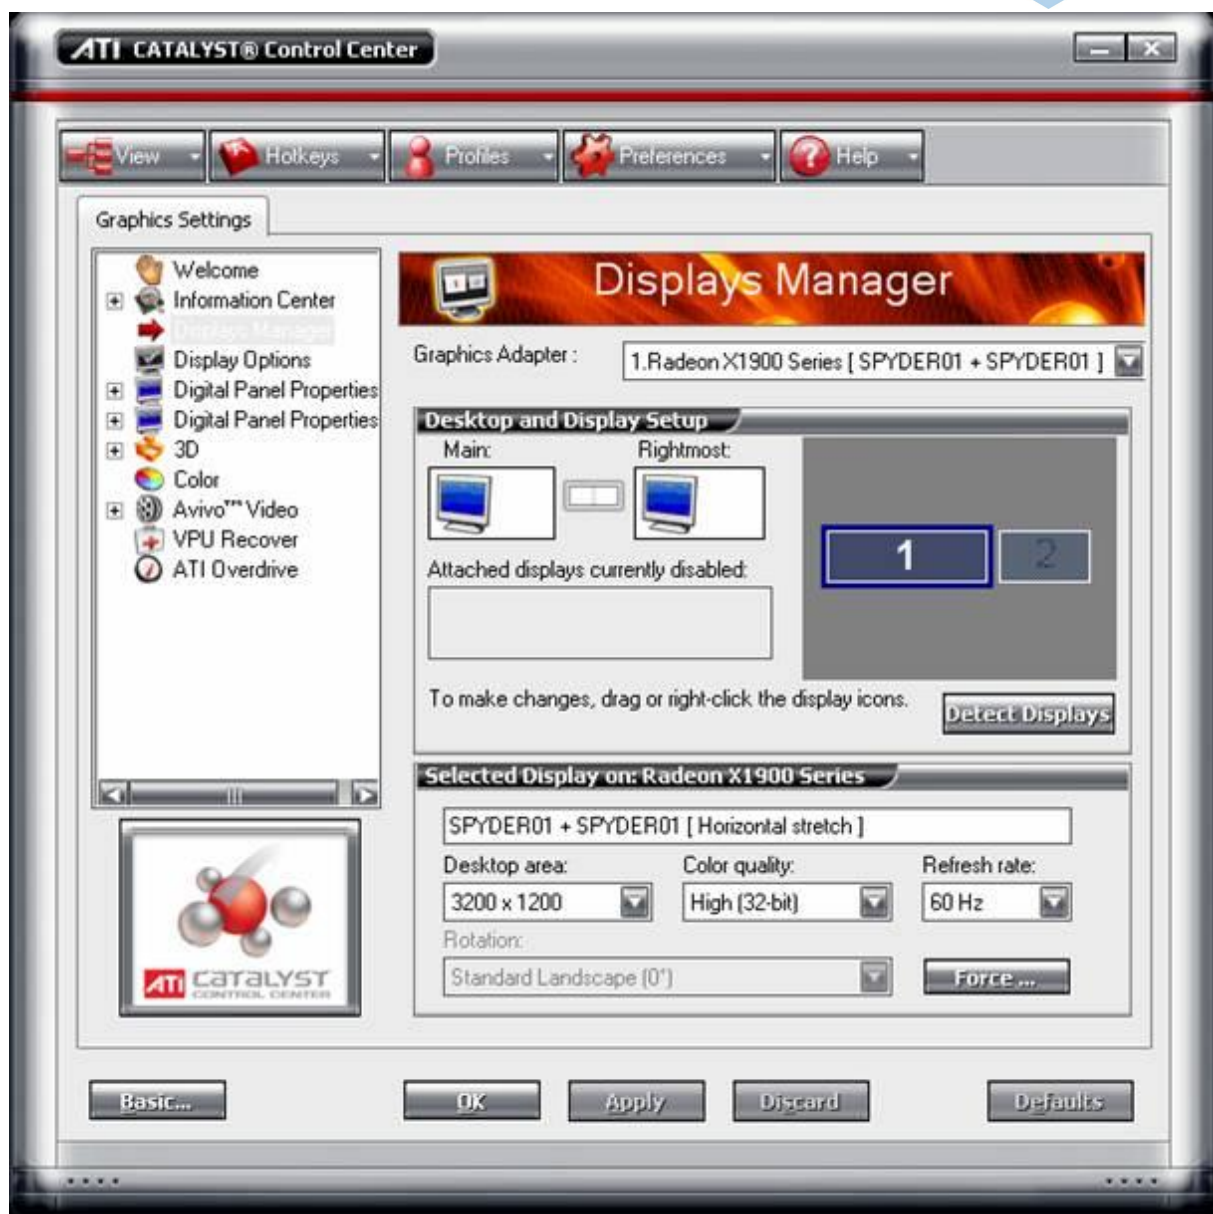 ATI CATALYST® Control Center
View
Hotkeys
Profiles
Preferences
Help
Graphics Settings
Welcome
Information Center
Displays Manager
Display Options
Digital Panel Properties
Digital Panel Properties
3D
Color
Avivo™ Video
VPU Recover
ATI Overdrive
ATI CATALYST
CONTROL CENTER
Displays Manager
Graphics Adapter :
1.Radeon X1900 Series [ SPYDER01 + SPYDER01 ]
Desktop and Display Setup
Main: Rightmost:
1 2
Attached displays currently disabled:
To make changes, drag or right-click the display icons.
Detect Displays
Selected Display on: Radeon X1900 Series
SPYDER01 + SPYDER01 [ Horizontal stretch ]
Desktop area: Color quality: Refresh rate:
3200 x 1200 High (32-bit) 60 Hz
Rotation:
Standard Landscape (0°) Force ...
Basic... OK Apply Discard Defaults